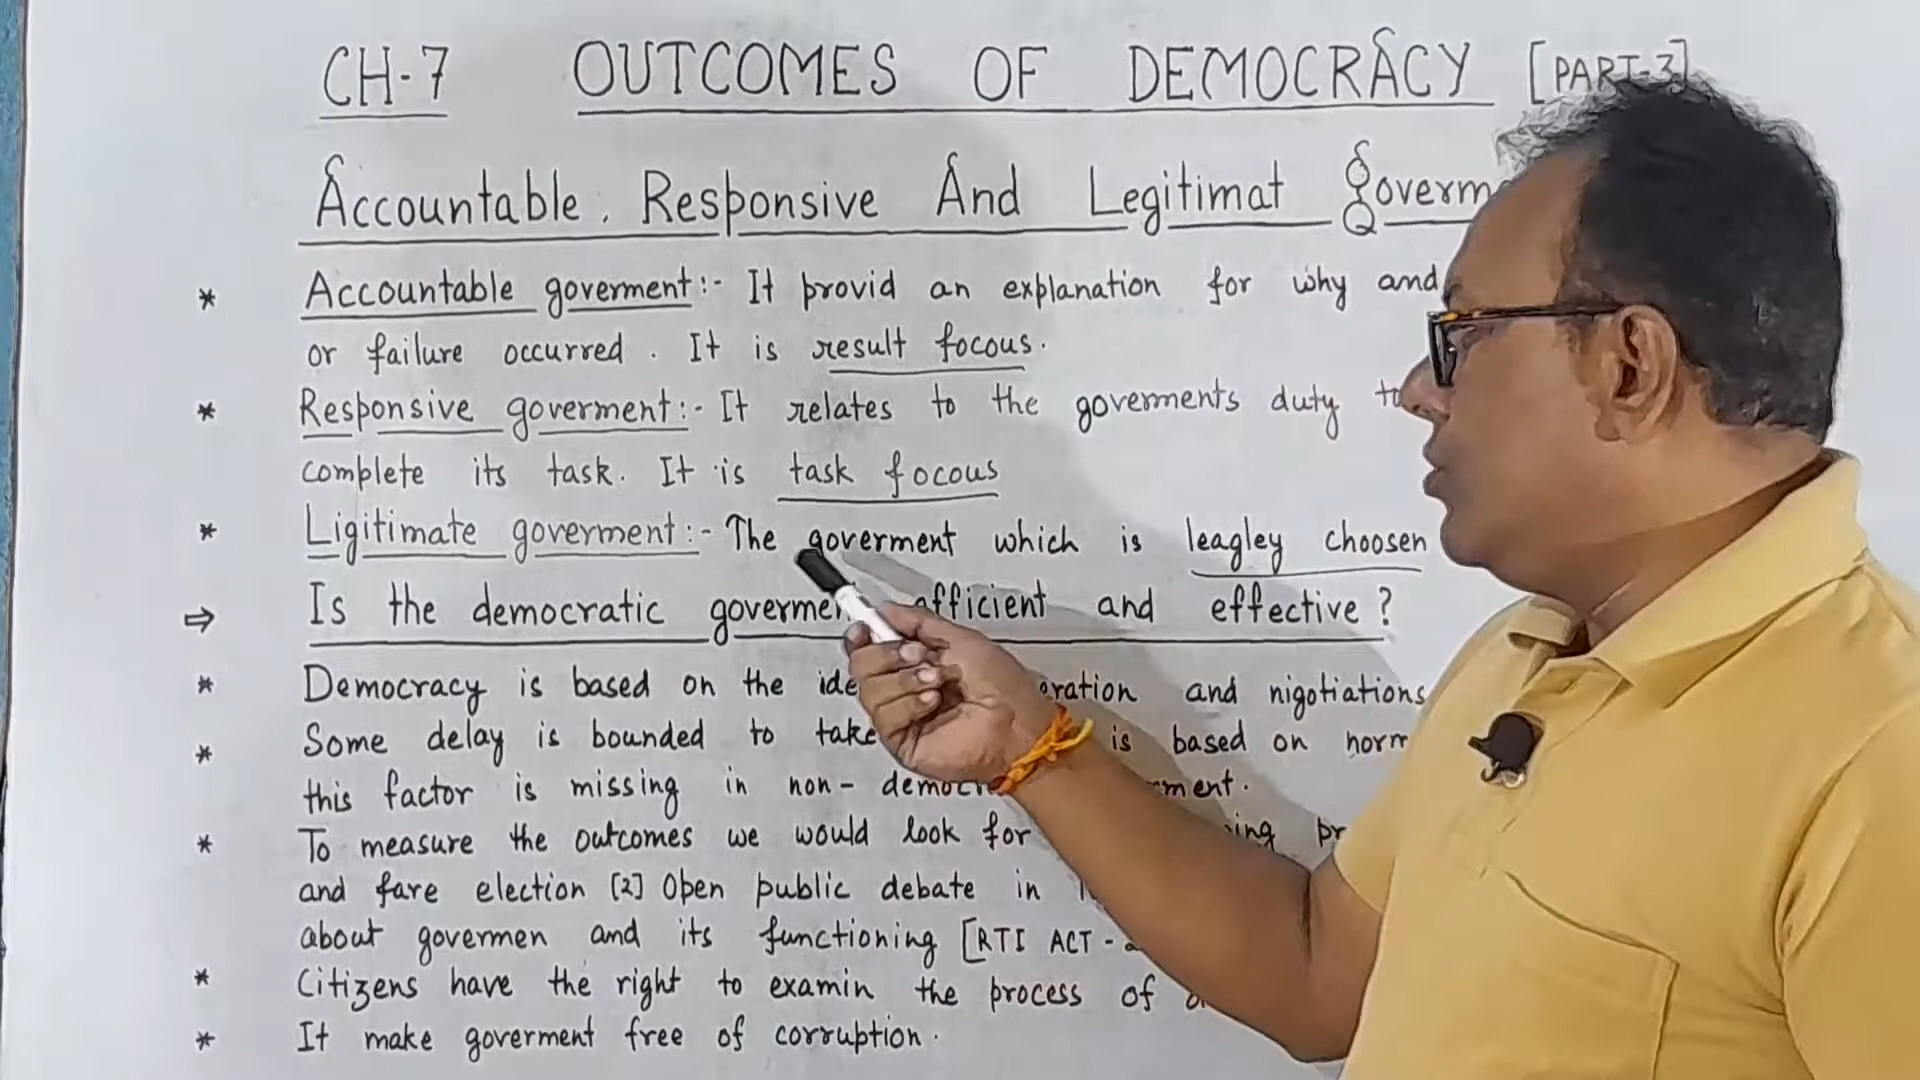 CH-7 OUTCOMES OF DEMOCRACY [PART-3]
Accountable. Responsive And Legitimat
Accountable goverment:- It provid an explanation for why and
or failure occurred. It is result focous.
Responsive goverment:- It relates to the goverments duty to
complete its task. It is task focous
Ligitimate goverment:- The goverment which is leagley choosen
⇒ Is the democratic efficient and effective?
Democracy is based on the and nigotiations
Some delay is bounded to take is based on
this factor is missing in non-
To measure the outcomes we would look for
and fare election [2] Open public debate in
about govermen and its functioning [RTI ACT -
Citizens have the right to examin the process of
It make goverment free of corruption.